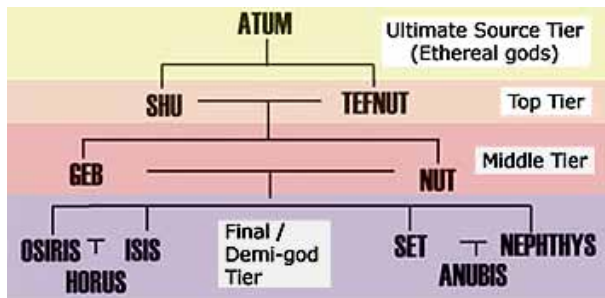 ATUM
Ultimate Source Tier
(Ethereal gods)
SHU
TEFNUT
Top Tier
GEB
NUT
Middle Tier
OSIRIS
ISIS
HORUS
Final /
Demi-god
Tier
SET
NEPHTHYS
ANUBIS